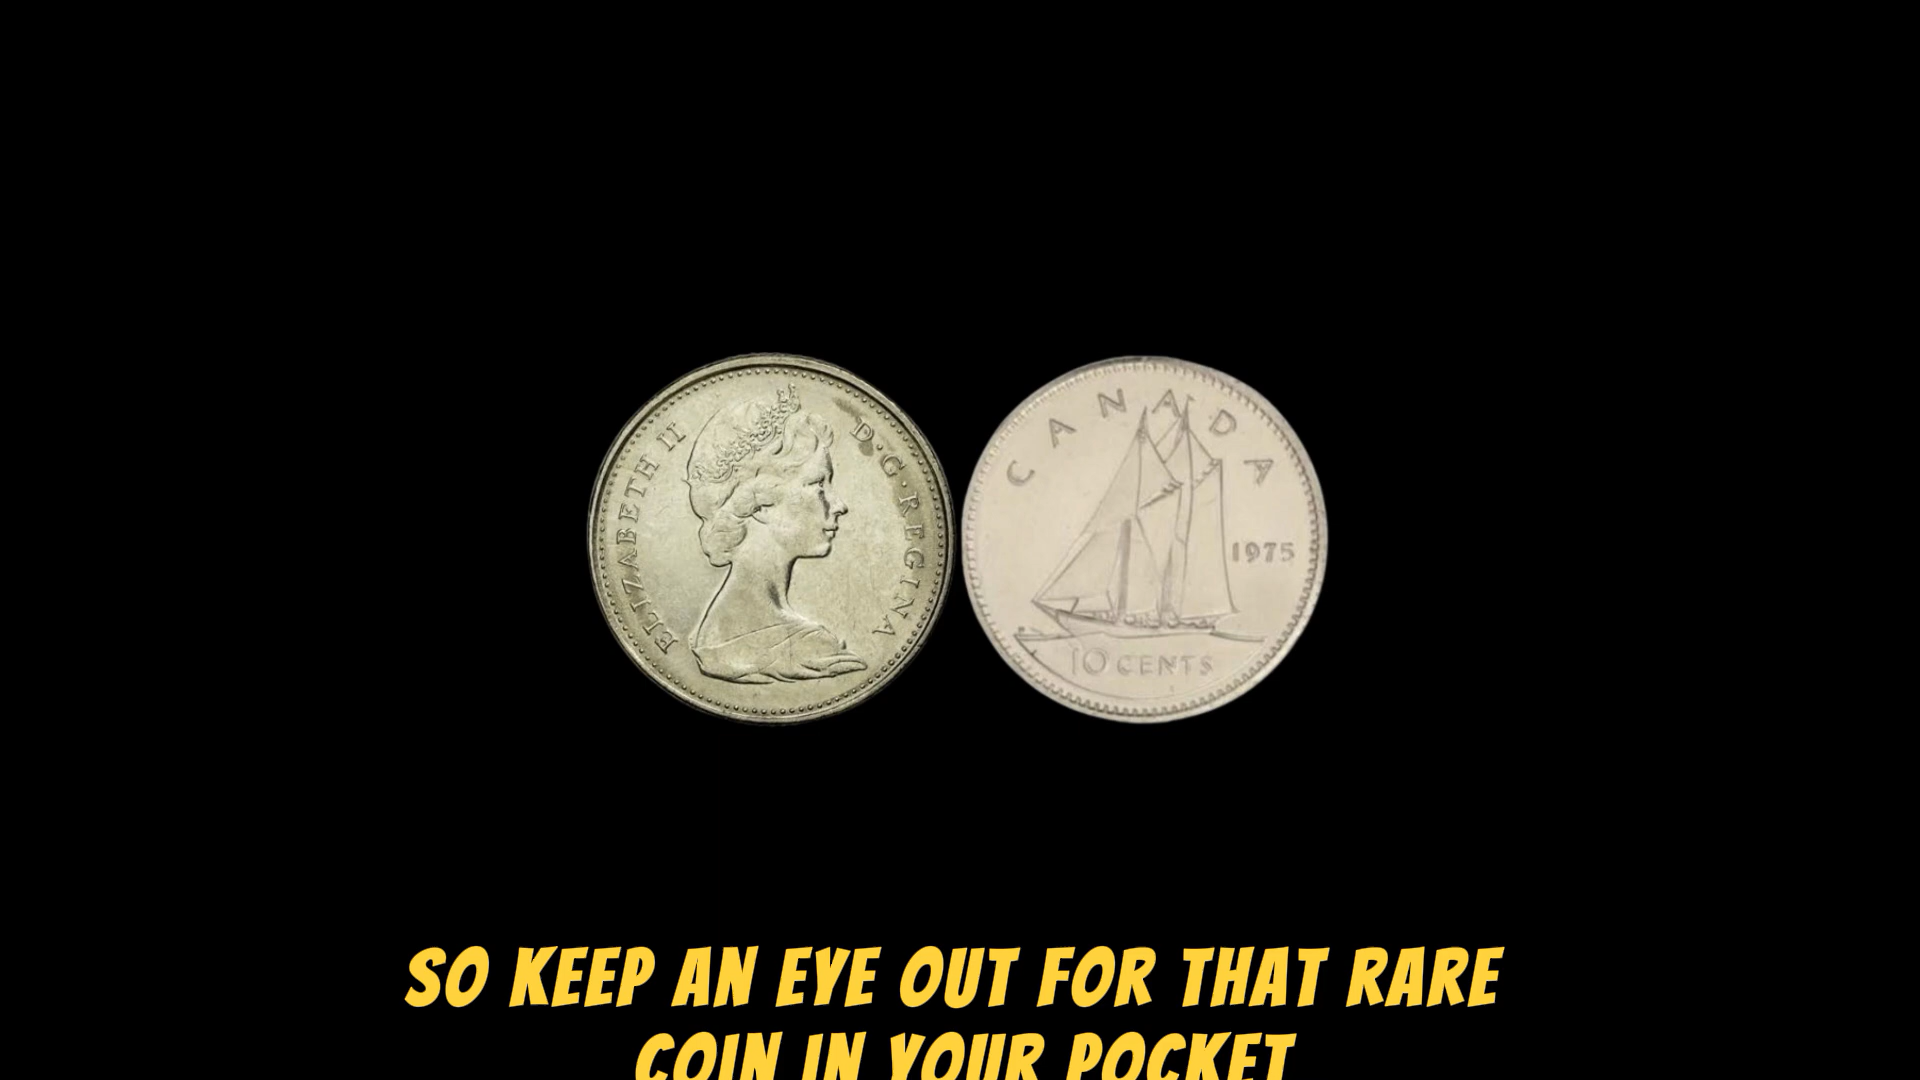 ELIZABETH II D·G·REGINA
CANADA
1975
10 CENTS
SO KEEP AN EYE OUT FOR THAT RARE
COIN IN YOUR POCKET